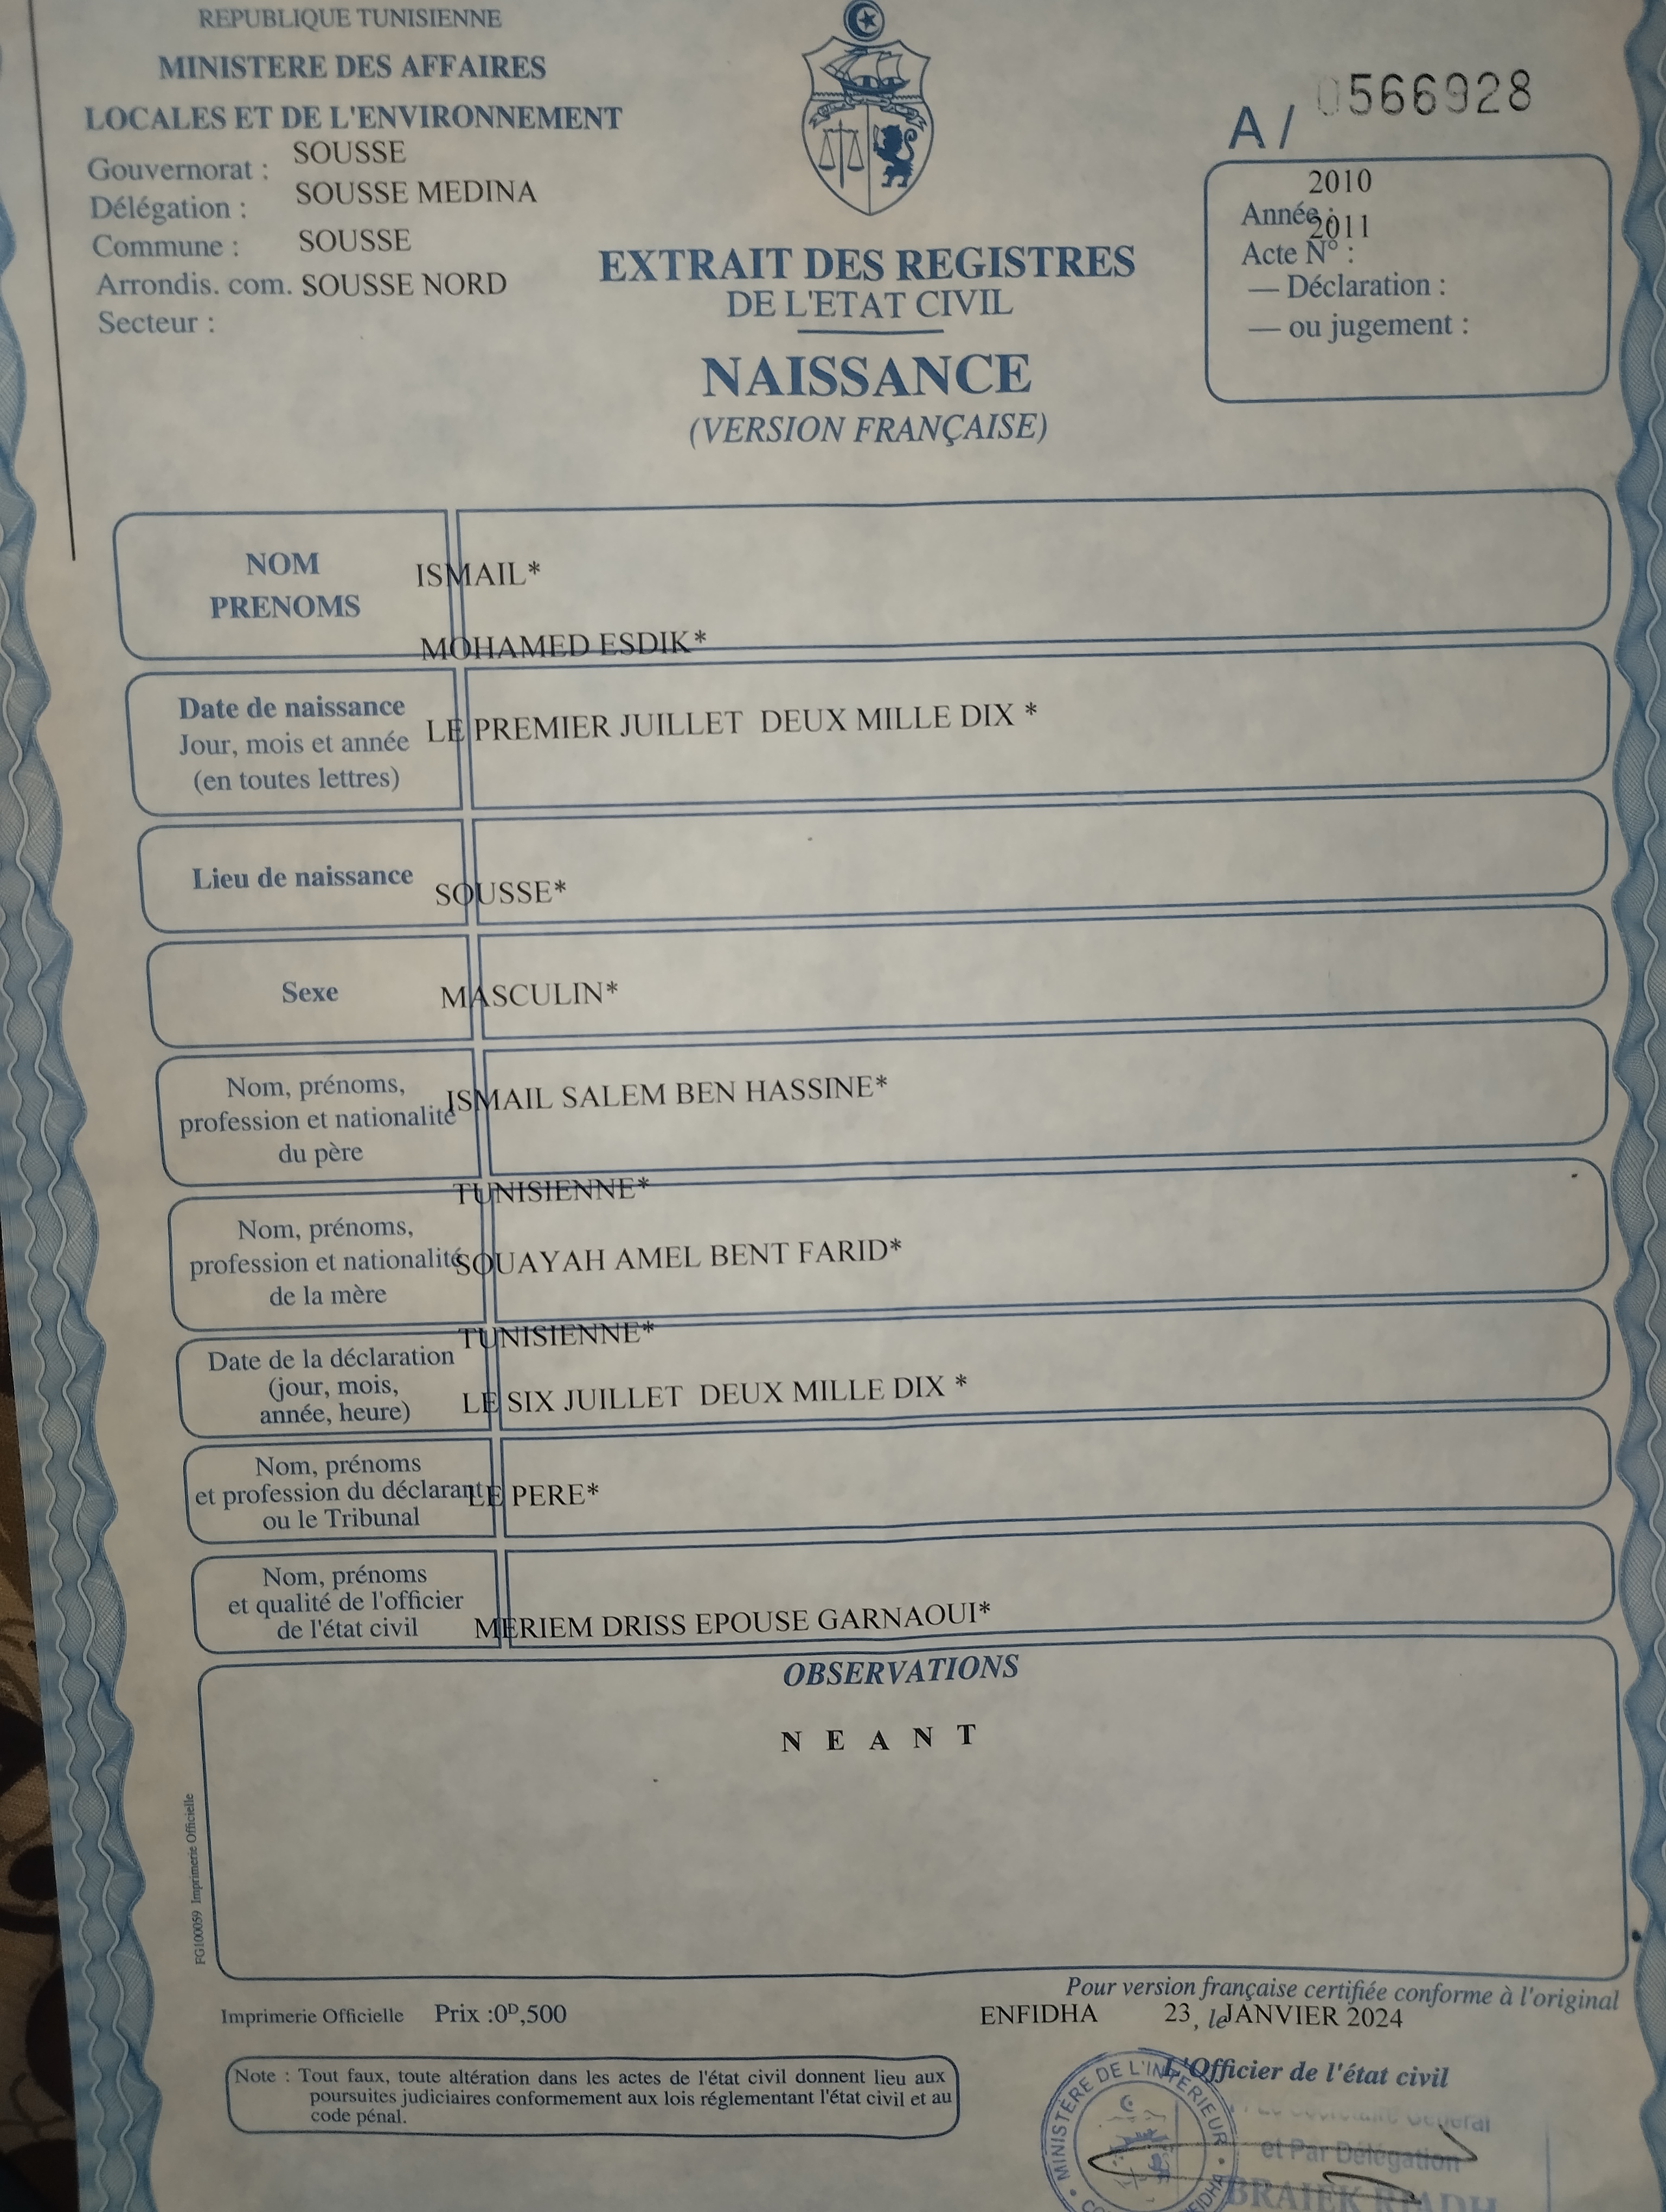 REPUBLIQUE TUNISIENNE
MINISTERE DES AFFAIRES
LOCALES ET DE L'ENVIRONNEMENT
Gouvernorat : SOUSSE
Délégation : SOUSSE MEDINA
Commune : SOUSSE
Arrondis. com. SOUSSE NORD
Secteur :
A / 0566928
2010
Année :
2011
Acte N° :
— Déclaration :
— ou jugement :
EXTRAIT DES REGISTRES
DE L'ETAT CIVIL
NAISSANCE
(VERSION FRANÇAISE)
NOM
PRENOMS
ISMAIL*
MOHAMED ESDIK*
Date de naissance
Jour, mois et année
(en toutes lettres)
LE PREMIER JUILLET DEUX MILLE DIX *
Lieu de naissance
SOUSSE*
Sexe
MASCULIN*
Nom, prénoms,
profession et nationalité
du père
ISMAIL SALEM BEN HASSINE*
TUNISIENNE*
Nom, prénoms,
profession et nationalité
de la mère
SOUAYAH AMEL BENT FARID*
TUNISIENNE*
Date de la déclaration
(jour, mois,
année, heure)
LE SIX JUILLET DEUX MILLE DIX *
Nom, prénoms
et profession du déclarant
ou le Tribunal
LE PERE*
Nom, prénoms
et qualité de l'officier
de l'état civil
MERIEM DRISS EPOUSE GARNAOUI*
OBSERVATIONS
N E A N T
FG100059 Imprimerie Officielle
Pour version française certifiée conforme à l'original
Imprimerie Officielle Prix :0ᴰ,500
ENFIDHA 23, le JANVIER 2024
L'Officier de l'état civil
Note : Tout faux, toute altération dans les actes de l'état civil donnent lieu aux
poursuites judiciaires conformement aux lois réglementant l'état civil et au
code pénal.
MINISTÈRE DE L'INTERIEUR
Général
et Par Délégation
BRAIEK RIADH